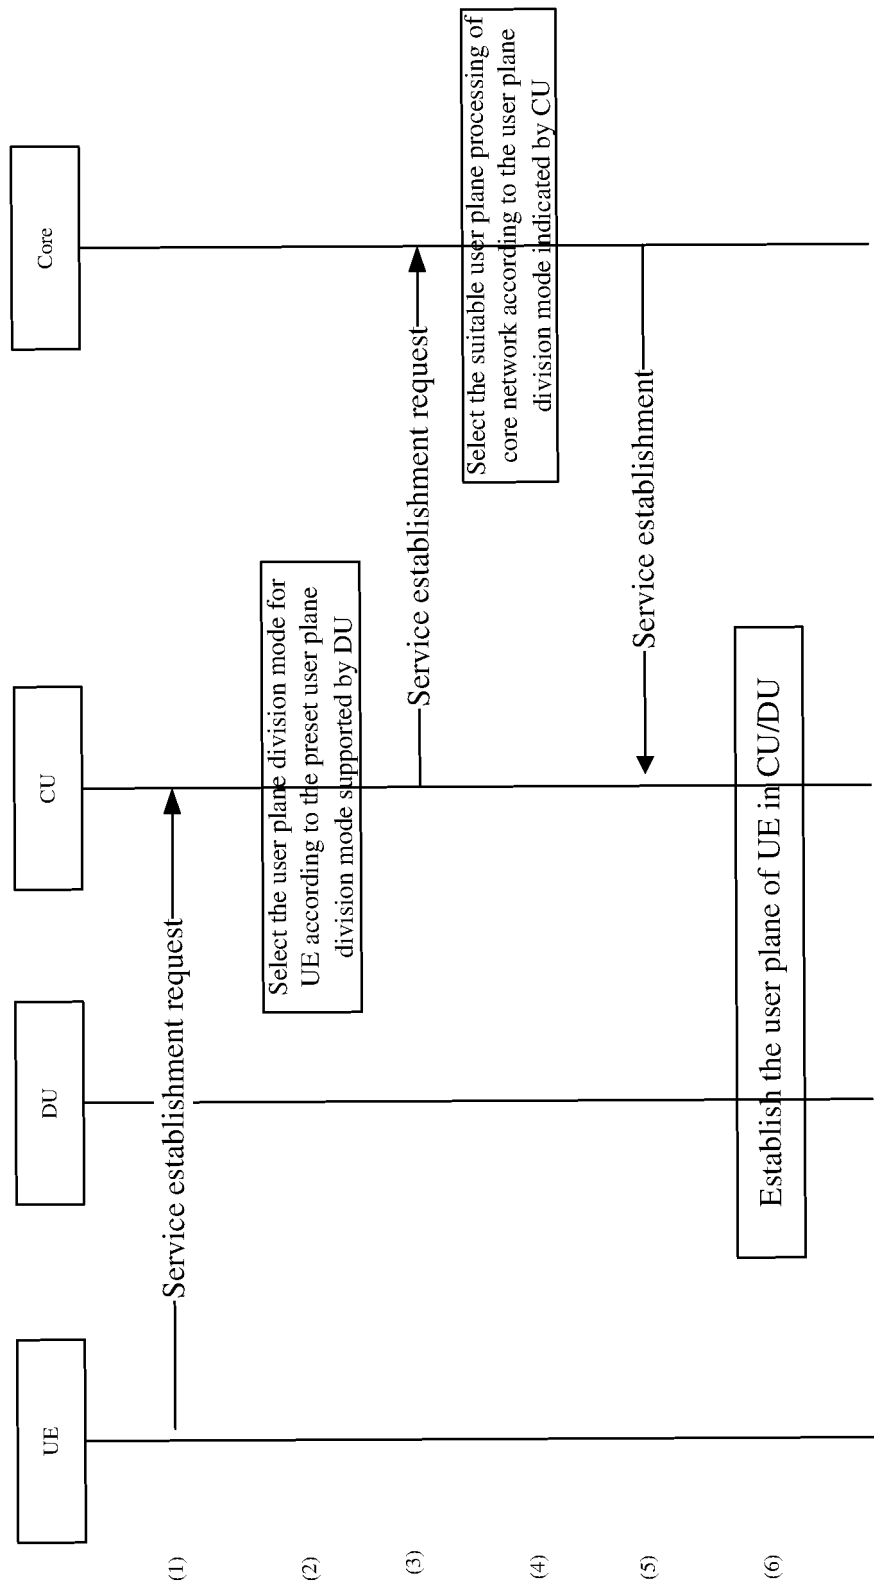 UE
DU
CU
Core
(1)
Service establishment request
(2)
Select the user plane division mode for
UE according to the preset user plane
division mode supported by DU
(3)
Service establishment request
(4)
Select the suitable user plane processing of
core network according to the user plane
division mode indicated by CU
(5)
Service establishment
(6)
Establish the user plane of UE in CU/DU